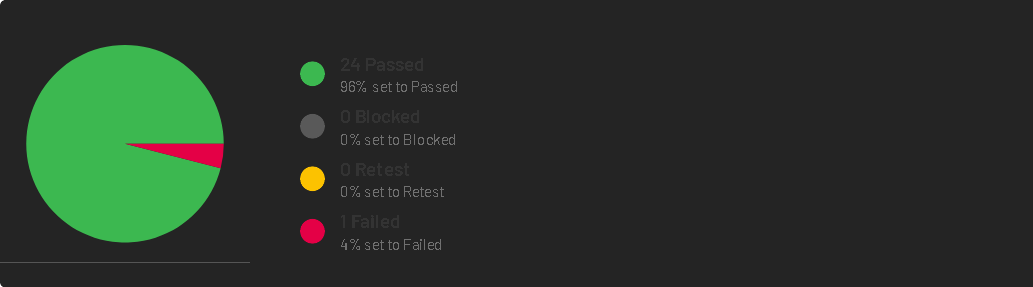 24 Passed
96% set to Passed
0 Blocked
0% set to Blocked
0 Retest
0% set to Retest
1 Failed
4% set to Failed